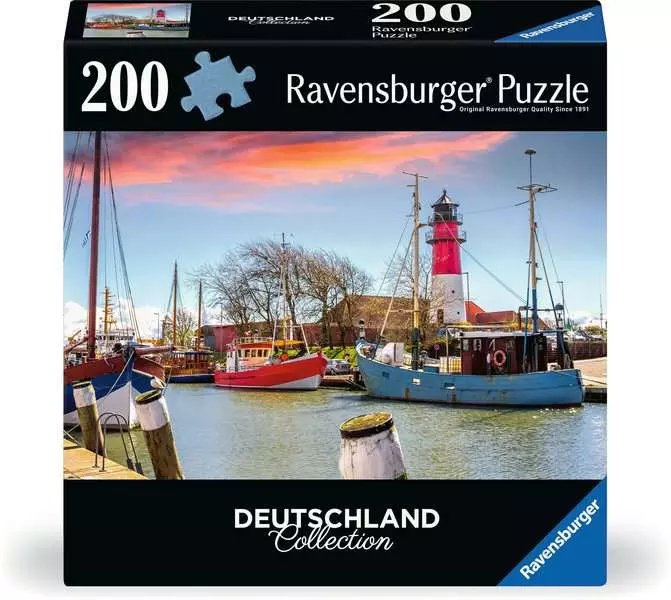 DEUTSCHLAND
Collection
200
Ravensburger Puzzle
Ravensburger
200
Ravensburger® Puzzle
Original Ravensburger Quality Since 1891
DEUTSCHLAND
Collection
Ravensburger